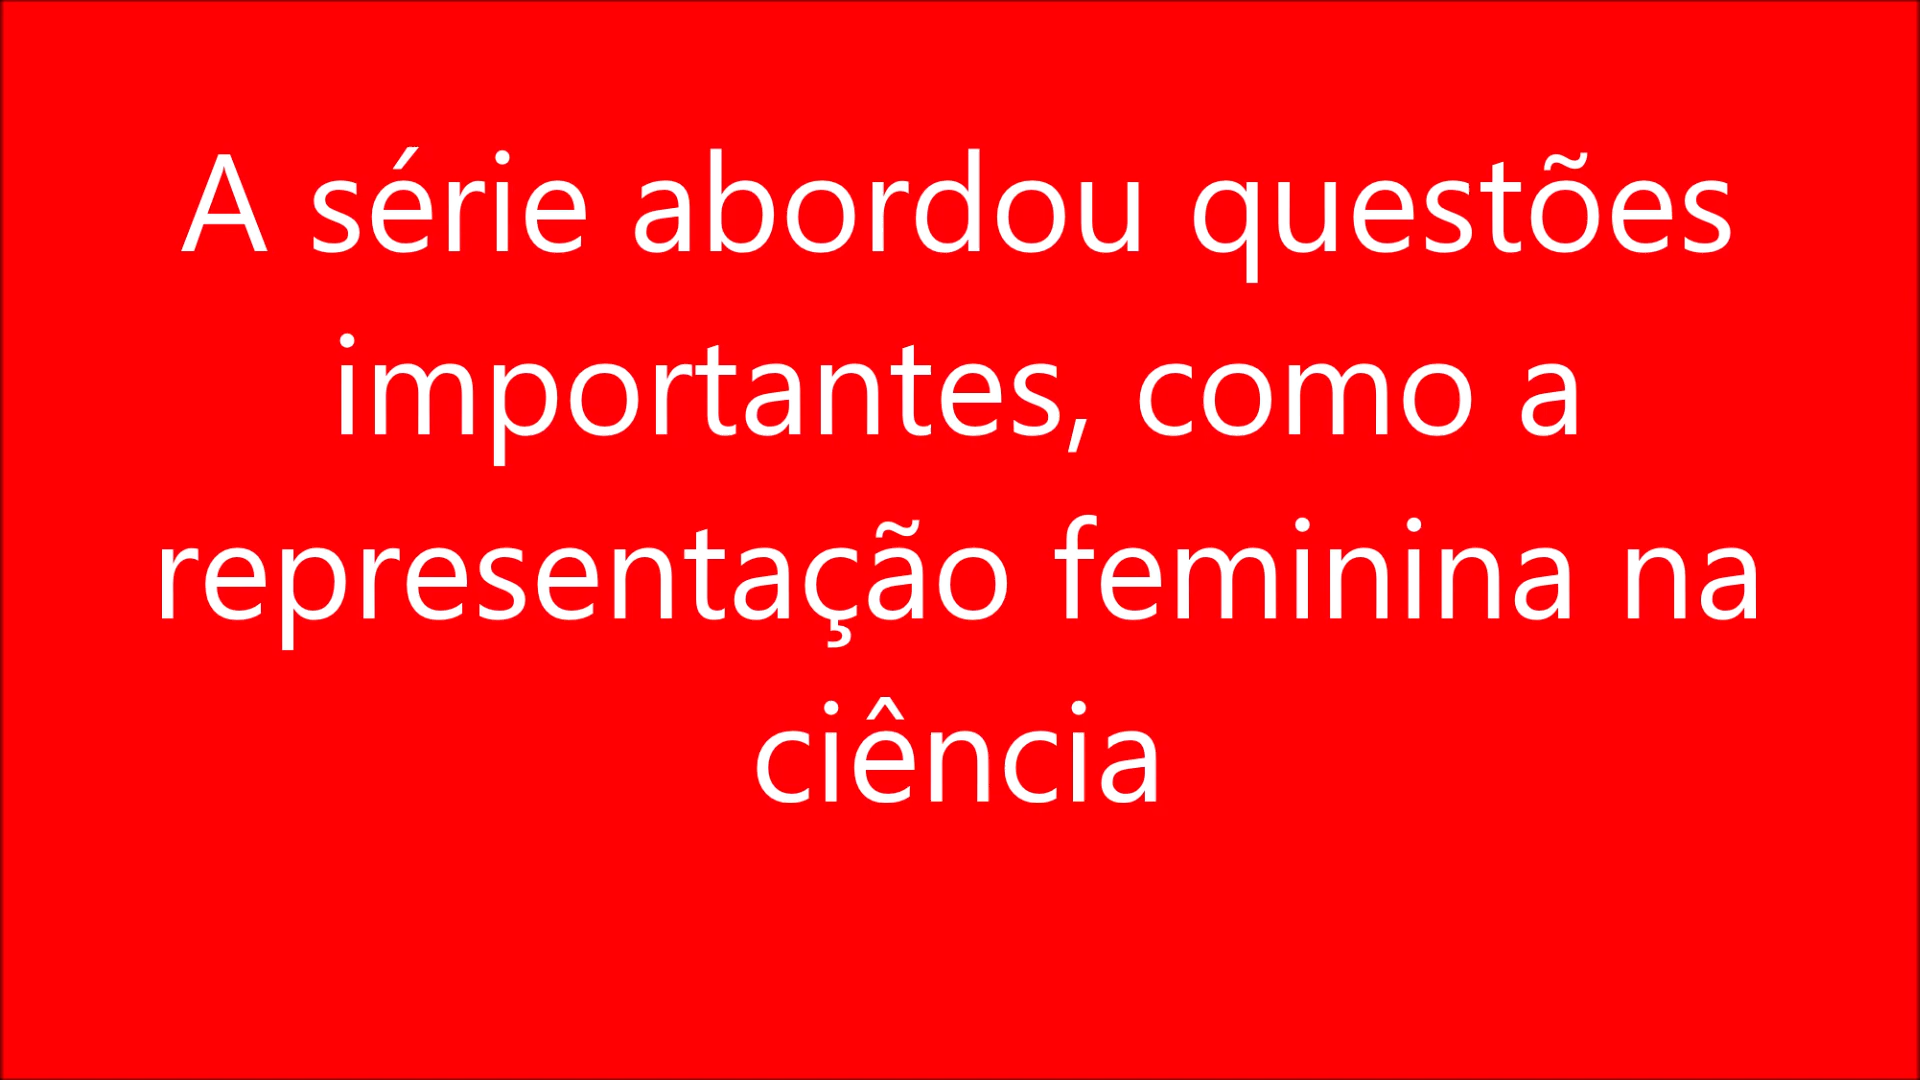 A série abordou questões
importantes, como a
representação feminina na
ciência